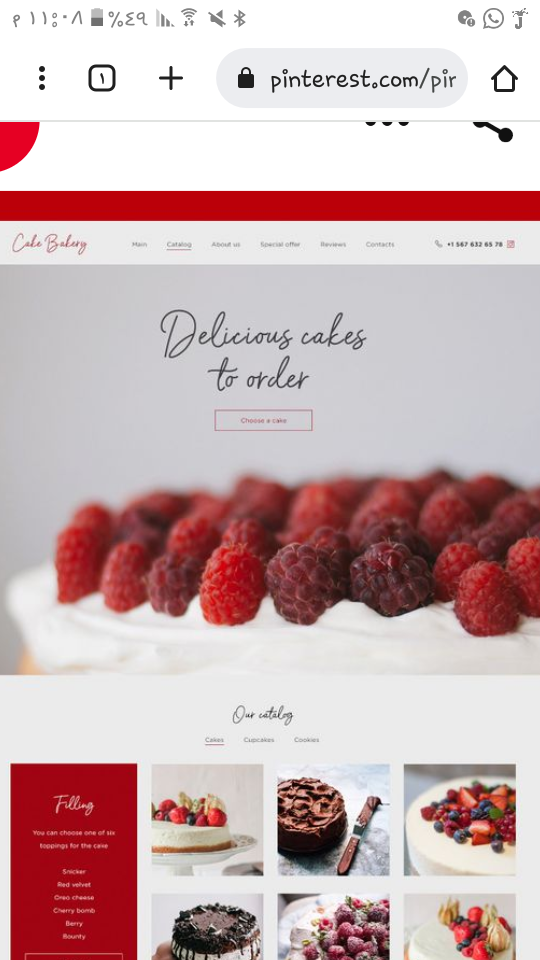 ١١:٠٨ م
%٤٩
١
pinterest.com/pir
Cake Bakery
Main
Catalog
About us
Special offer
Reviews
Contacts
+1 567 632 65 78
Delicious cakes
to order
Choose a cake
Our catalog
Cakes
Cupcakes
Cookies
Filling
You can choose one of six
toppings for the cake
Snicker
Red velvet
Oreo cheese
Cherry bomb
Berry
Bounty